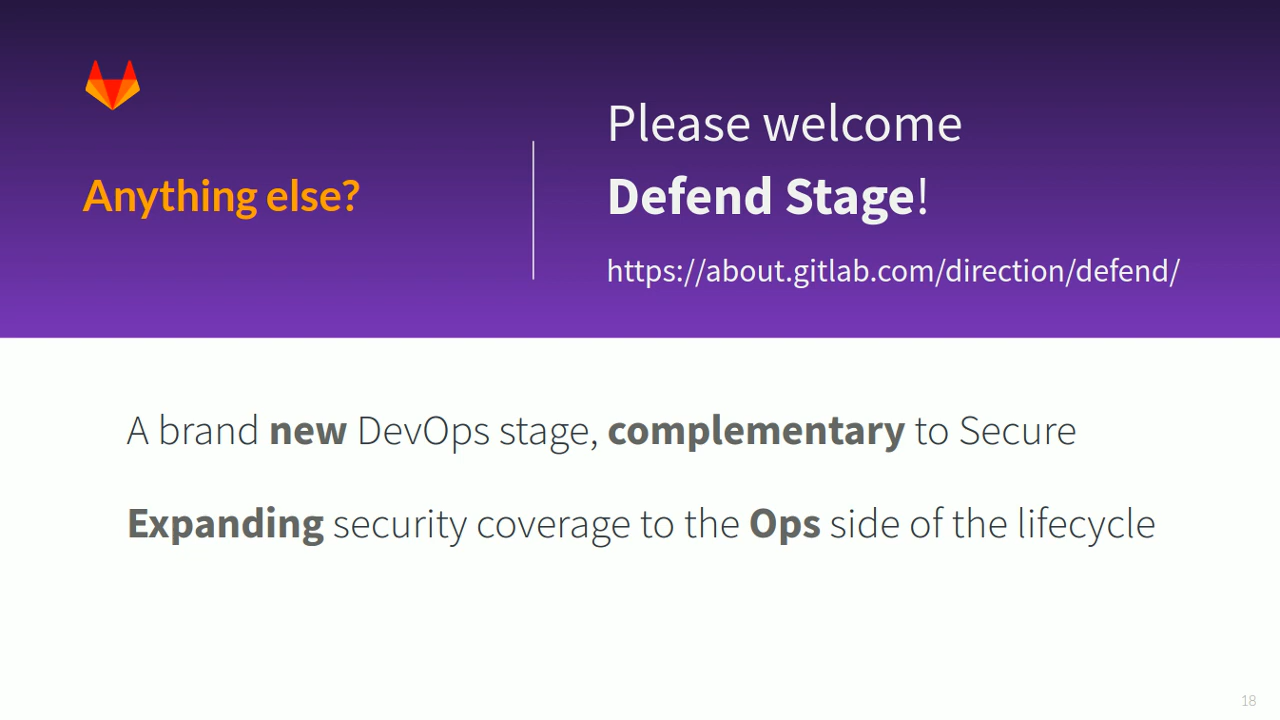 Anything else?
Please welcome
Defend Stage!
https://about.gitlab.com/direction/defend/
A brand new DevOps stage, complementary to Secure
Expanding security coverage to the Ops side of the lifecycle
18